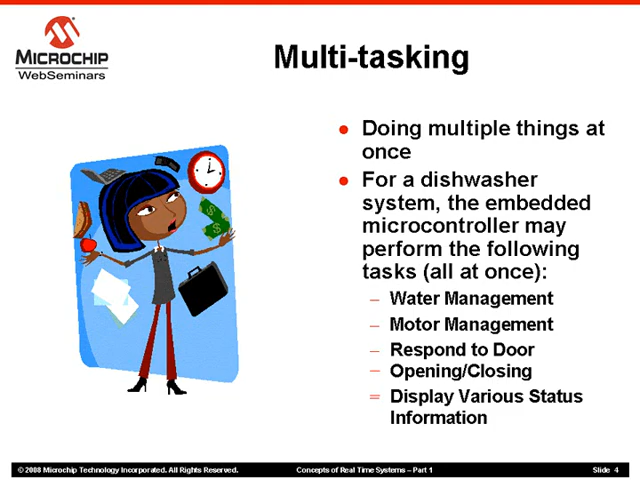 MICROCHIP
WebSeminars
Multi-tasking
Doing multiple things at
once
For a dishwasher
system, the embedded
microcontroller may
perform the following
tasks (all at once):
Water Management
Motor Management
Respond to Door
Opening/Closing
Display Various Status
Information
© 2008 Microchip Technology Incorporated. All Rights Reserved.
Concepts of Real Time Systems – Part 1
Slide 4